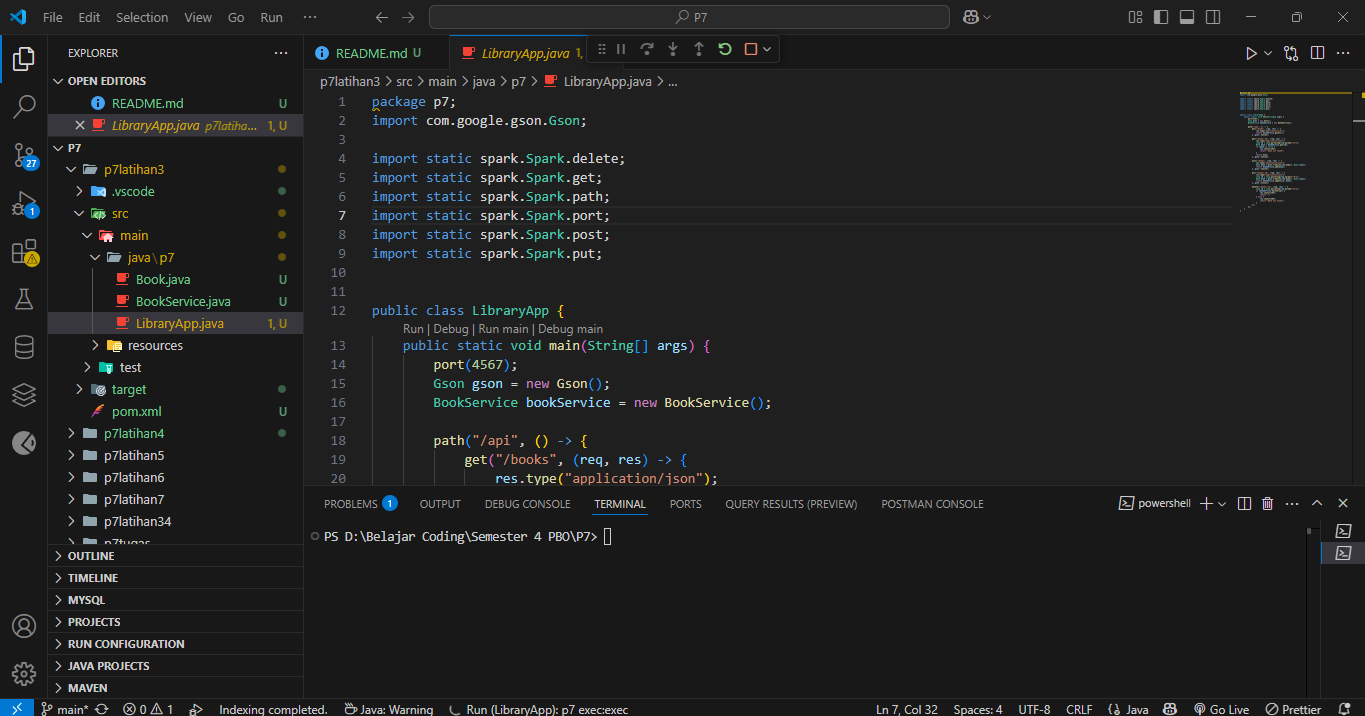 File Edit Selection View Go Run ··· P7
EXPLORER ···
OPEN EDITORS
README.md U
LibraryApp.java p7latiha... 1, U
P7
p7latihan3
.vscode
src
main
java\p7
Book.java U
BookService.java U
LibraryApp.java 1, U
resources
test
target
pom.xml U
p7latihan4
p7latihan5
p7latihan6
p7latihan7
p7latihan34
p7tugas
OUTLINE
TIMELINE
MYSQL
PROJECTS
RUN CONFIGURATION
JAVA PROJECTS
MAVEN
27
1
README.md U LibraryApp.java 1,
p7latihan3 > src > main > java > p7 > LibraryApp.java > ...
1 package p7;
2 import com.google.gson.Gson;
3
4 import static spark.Spark.delete;
5 import static spark.Spark.get;
6 import static spark.Spark.path;
7 import static spark.Spark.port;
8 import static spark.Spark.post;
9 import static spark.Spark.put;
10
11
12 public class LibraryApp {
Run | Debug | Run main | Debug main
13 public static void main(String[] args) {
14 port(4567);
15 Gson gson = new Gson();
16 BookService bookService = new BookService();
17
18 path("/api", () -> {
19 get("/books", (req, res) -> {
20 res.type("application/json");
PROBLEMS 1 OUTPUT DEBUG CONSOLE TERMINAL PORTS QUERY RESULTS (PREVIEW) POSTMAN CONSOLE powershell
PS D:\Belajar Coding\Semester 4 PBO\P7>
main* 0 1 Indexing completed. Java: Warning Run (LibraryApp): p7 exec:exec Ln 7, Col 32 Spaces: 4 UTF-8 CRLF {} Java Go Live Prettier